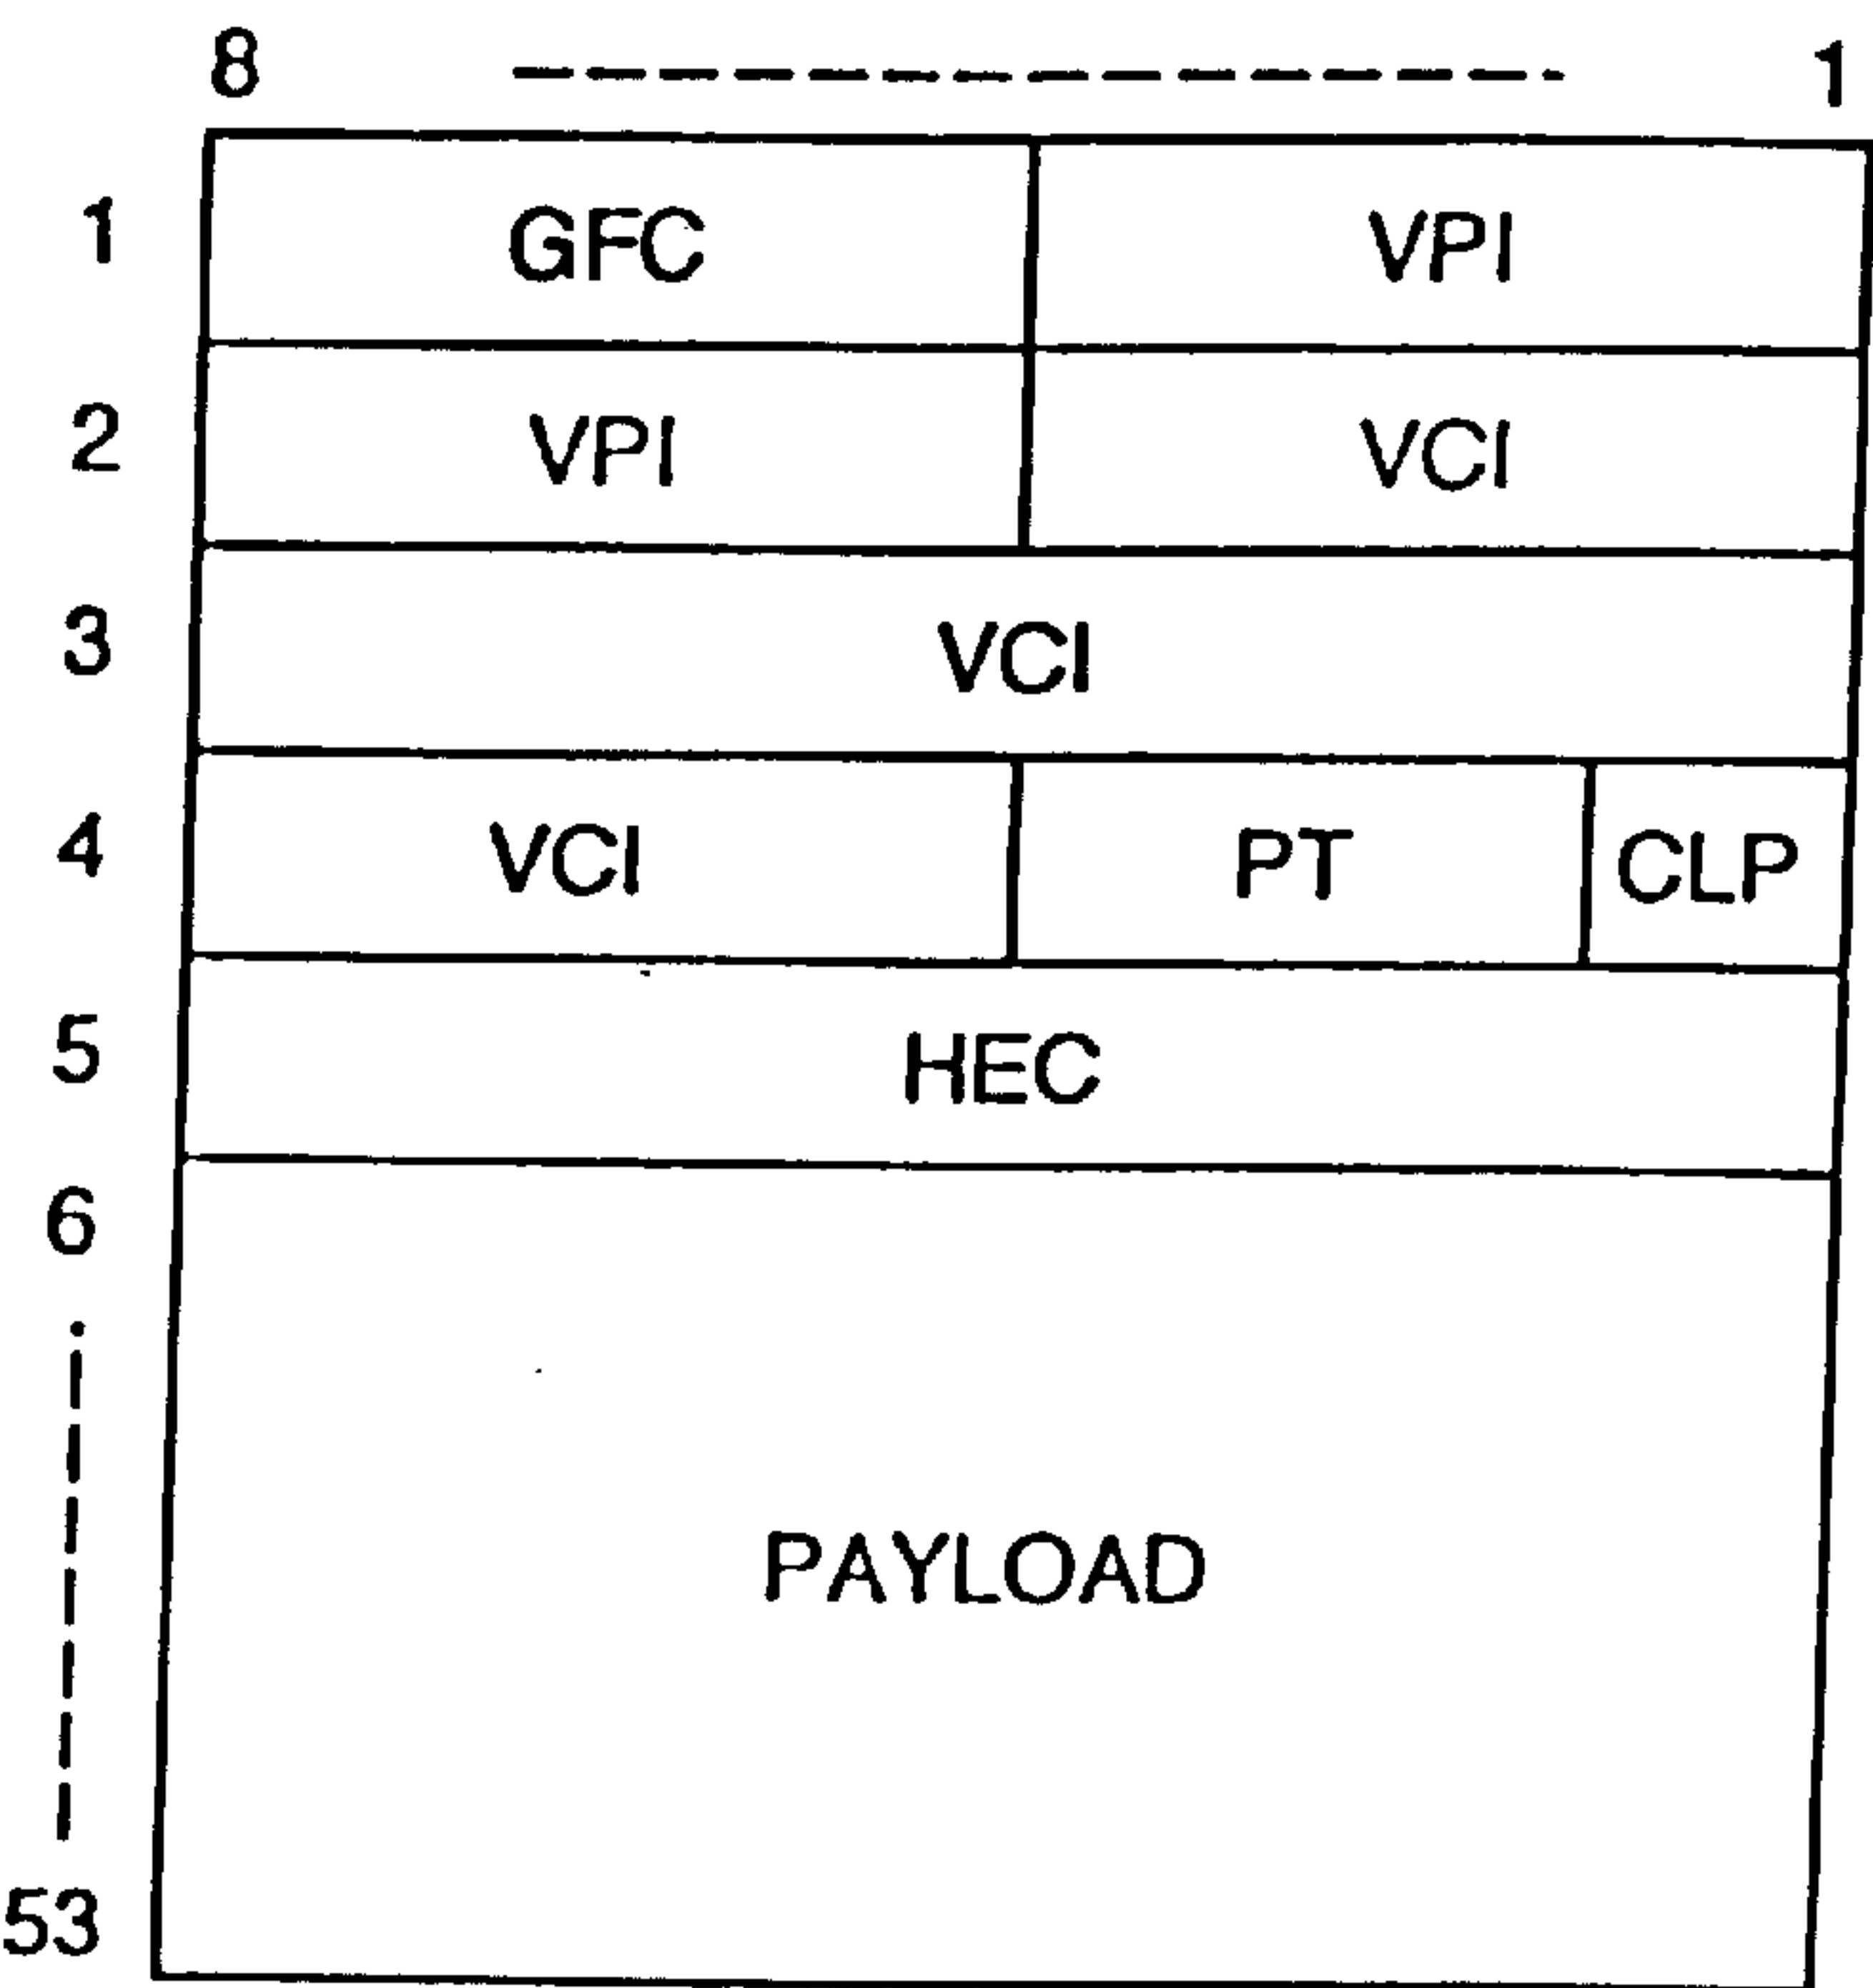 8 1
1 GFC VPI
2 VPI VCI
3 VCI
4 VCI PT CLP
5 HEC
6
PAYLOAD
53